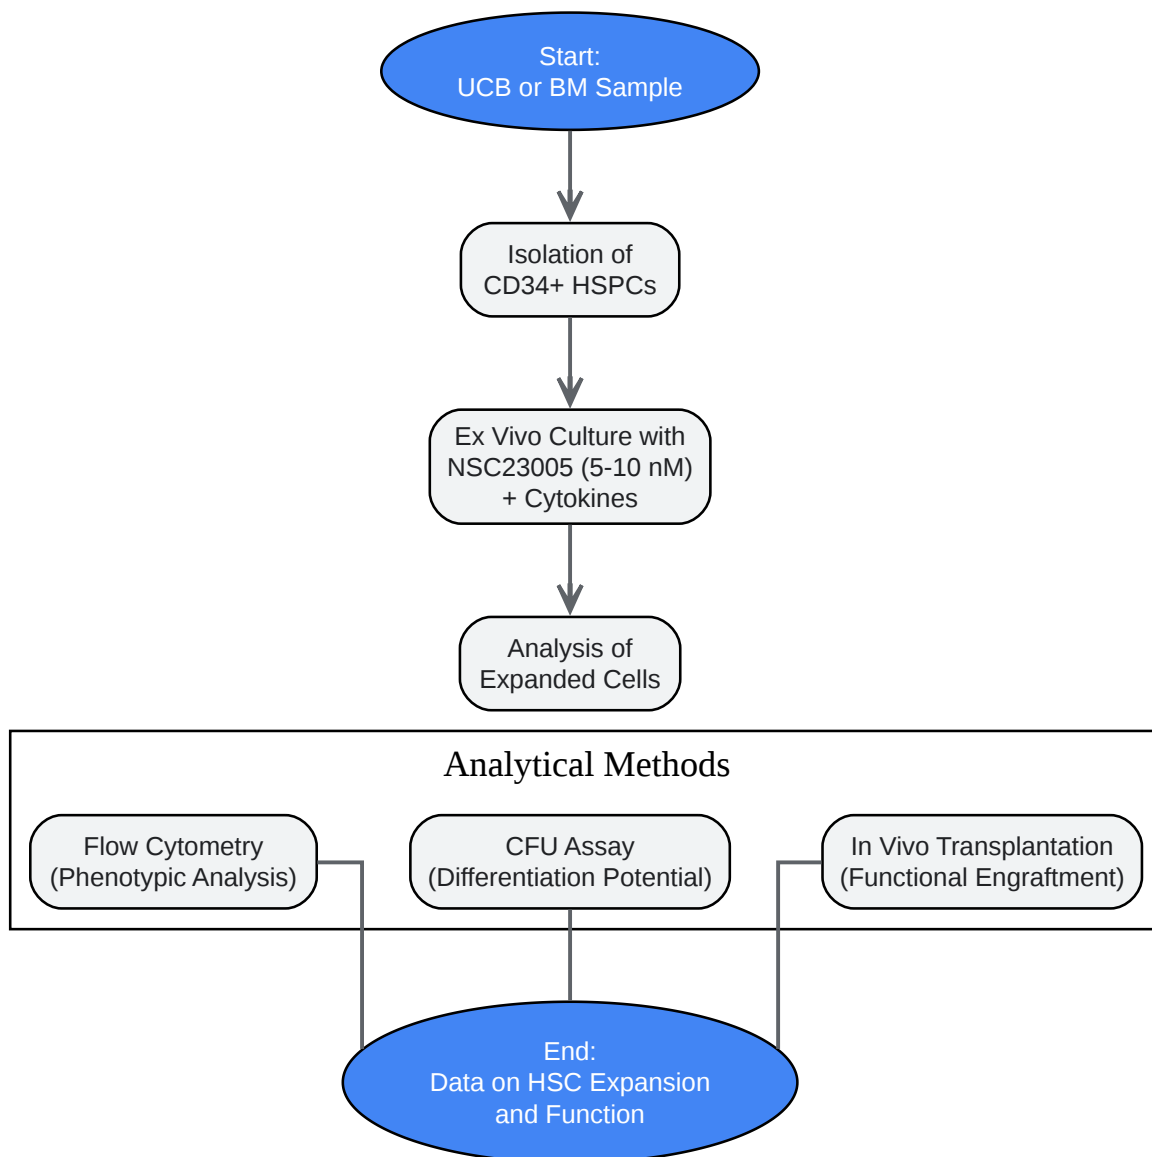 Start:
UCB or BM Sample
Isolation of
CD34+ HSPCs
Ex Vivo Culture with
NSC23005 (5-10 nM)
+ Cytokines
Analysis of
Expanded Cells
Analytical Methods
Flow Cytometry
(Phenotypic Analysis)
CFU Assay
(Differentiation Potential)
In Vivo Transplantation
(Functional Engraftment)
End:
Data on HSC Expansion
and Function